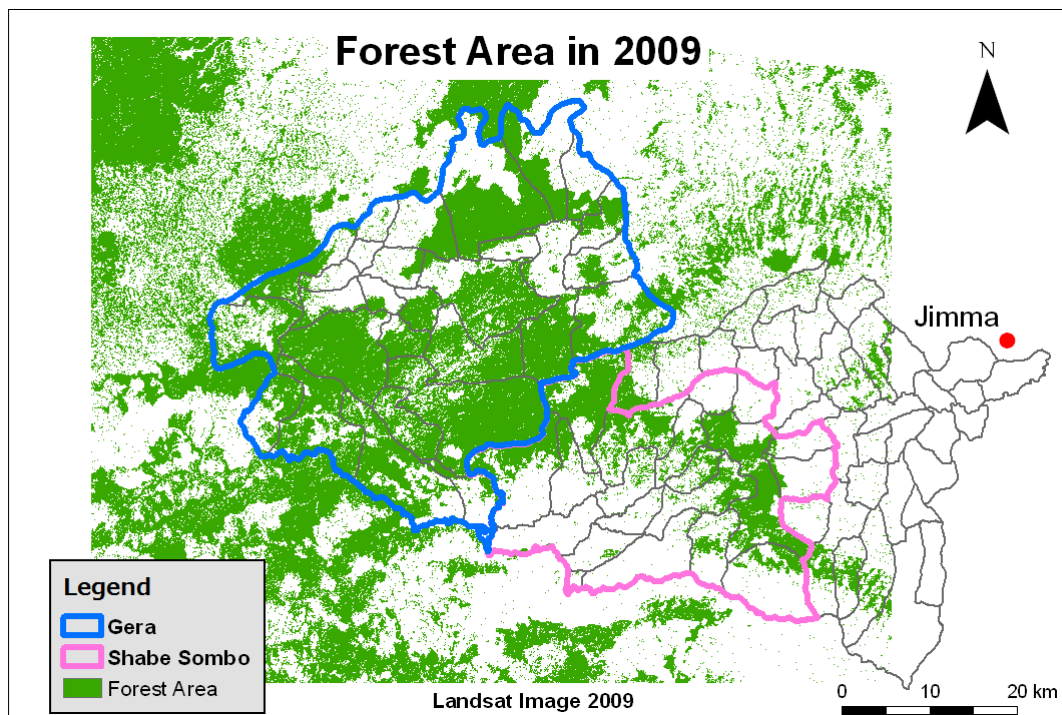 Forest Area in 2009
N
Jimma
Legend
Gera
Shabe Sombo
Forest Area
Landsat Image 2009
0 10 20 km